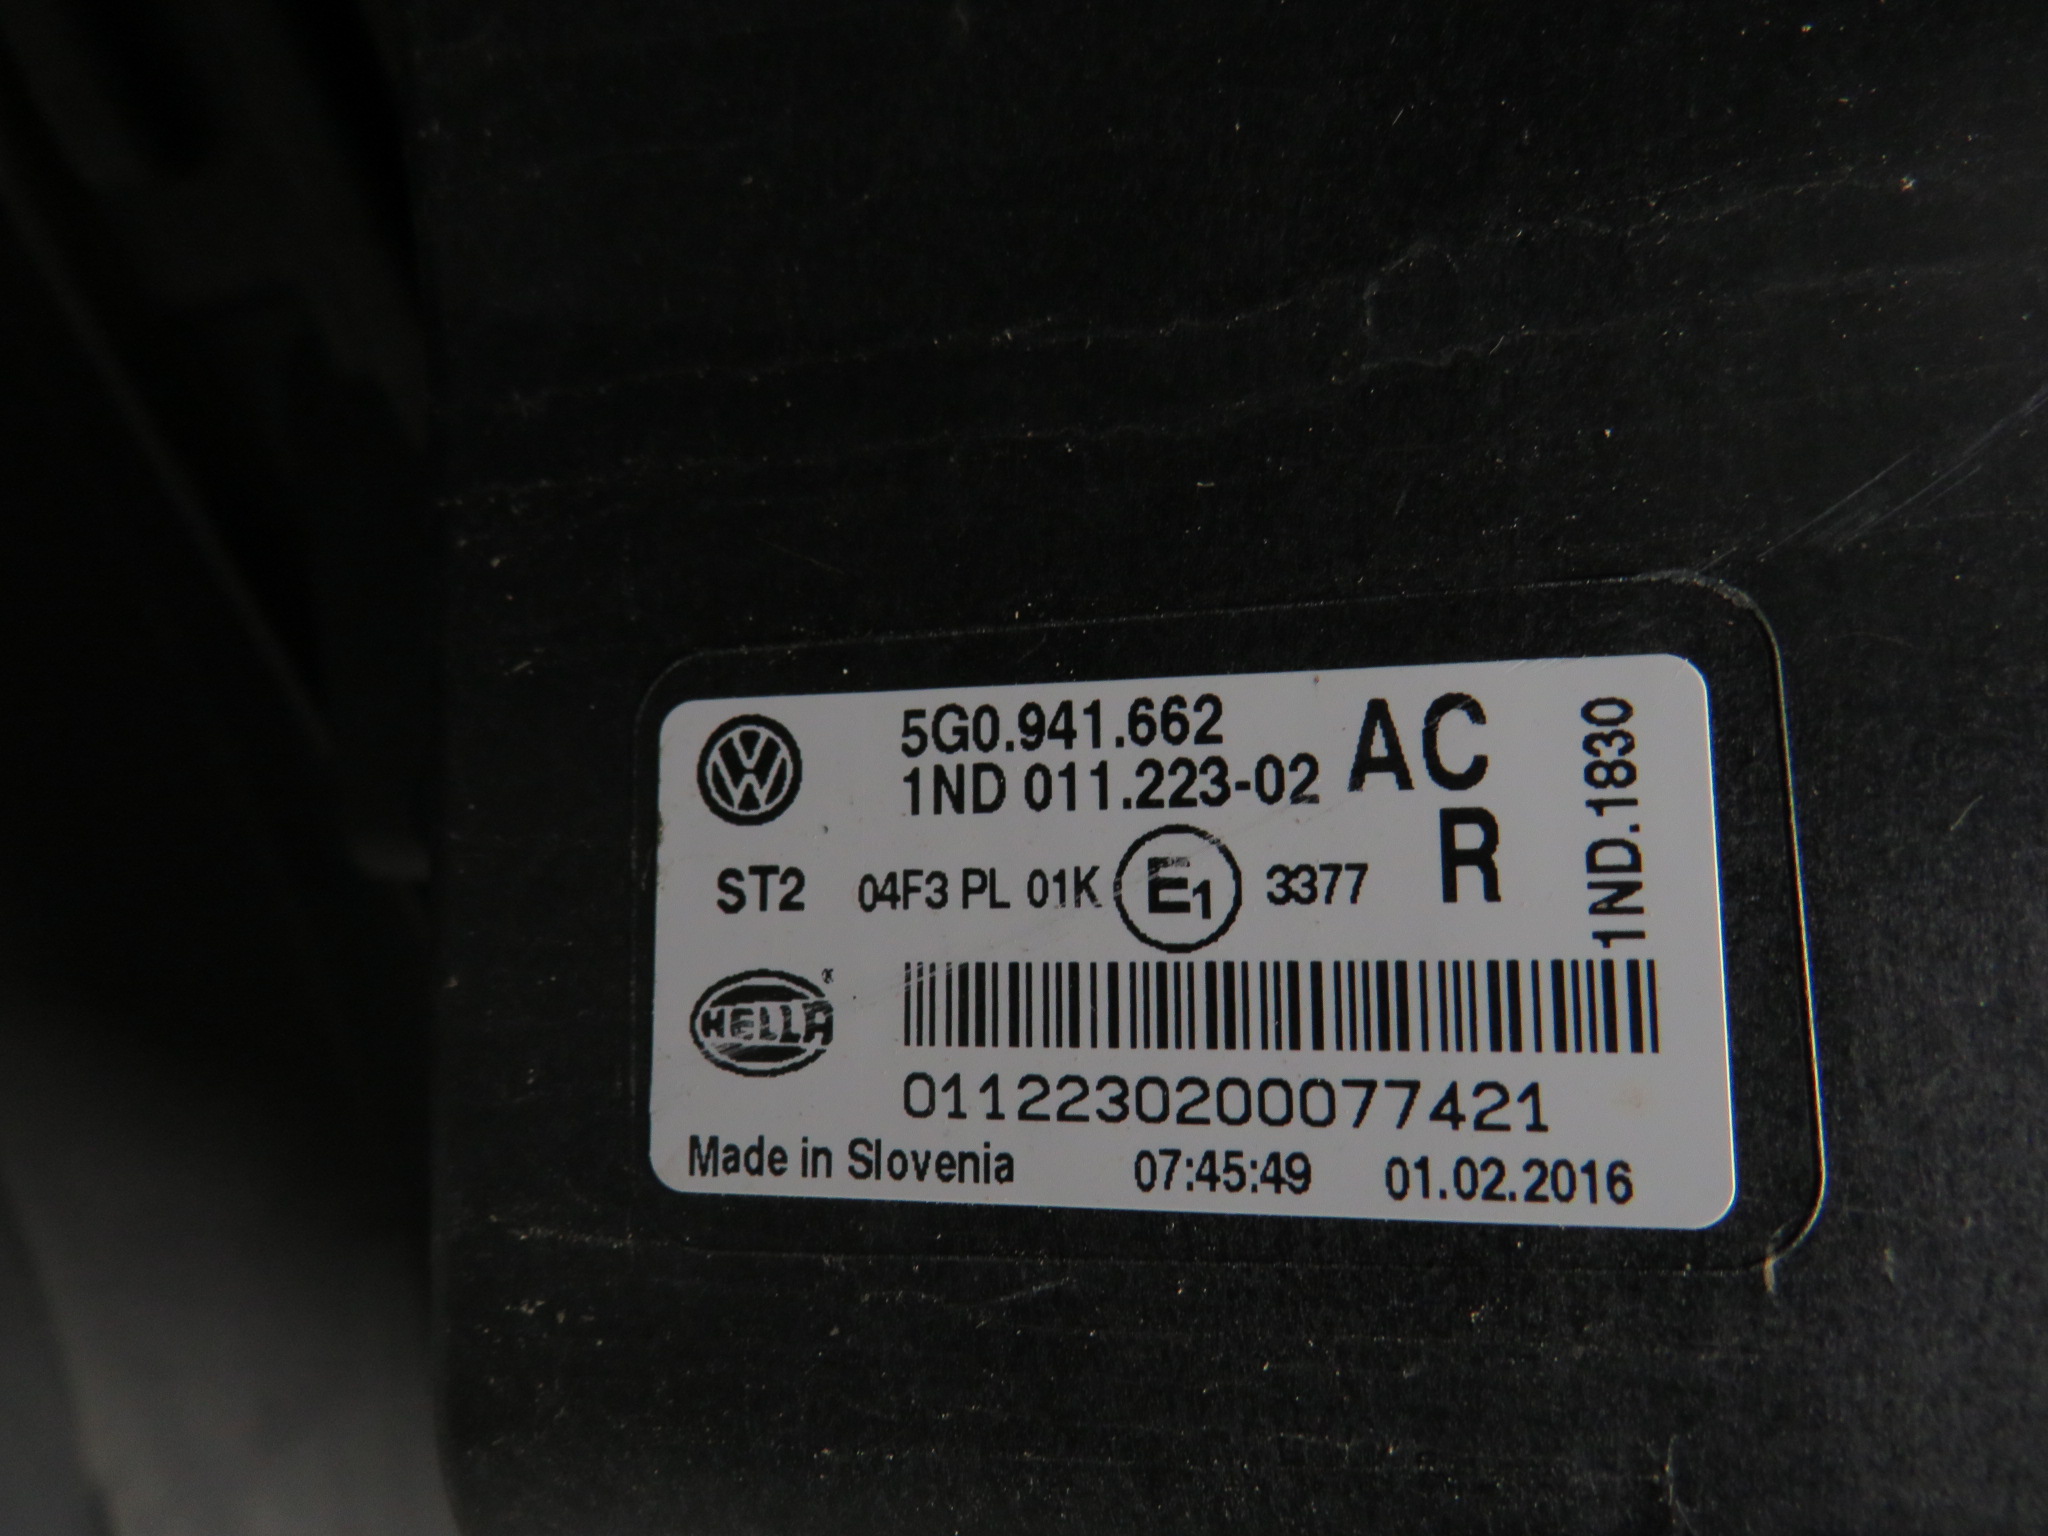 5G0.941.662 AC
1ND 011.223-02
R
1ND.1830
ST2 04F3 PL 01K E1 3377
HELLA®
0112230200077421
Made in Slovenia 07:45:49 01.02.2016